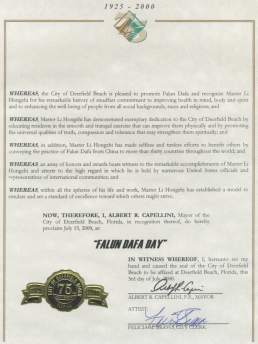 1925 - 2000
WHEREAS, the City of Deerfield Beach is pleased to promote Falun Dafa and recognize Master Li
Hongzhi for his remarkable history of steadfast commitment to improving health in mind, body and spirit
and to enhancing the well being of people from all social backgrounds, races and religions; and
WHEREAS, Master Li Hongzhi has demonstrated exemplary dedication to the City of Deerfield Beach by
educating residents in the smooth and tranquil exercise that can improve them physically and by promoting
the universal qualities of truth, compassion and tolerance that may strengthen them spiritually; and
WHEREAS, in addition, Master Li Hongzhi has made selfless and tireless efforts to benefit others by
conveying the practice of Falun Dafa from China to more than thirty countries throughout the world; and
WHEREAS, an array of honors and awards bears witness to the remarkable accomplishments of Master Li
Hongzhi and attests to the high regard in which he is held by numerous United States officials and
representatives of international communities; and
WHEREAS, within all the spheres of his life and work, Master Li Hongzhi has established a model to
conduct and set a standard of excellence toward which others might strive.
NOW, THEREFORE, I, ALBERT R. CAPELLINI, Mayor of the
City of Deerfield Beach, Florida, in recognition thereof, do hereby
proclaim July 15, 2000, as
"FALUN DAFA DAY"
IN WITNESS WHEREOF, I, hereunto set my
hand and caused the seal of the City of Deerfield
Beach to be affixed at Deerfield Beach, Florida, this
3rd day of July, 2000.
ALBERT R. CAPELLINI, P.E., MAYOR
ATTEST:
CITY CLERK
75